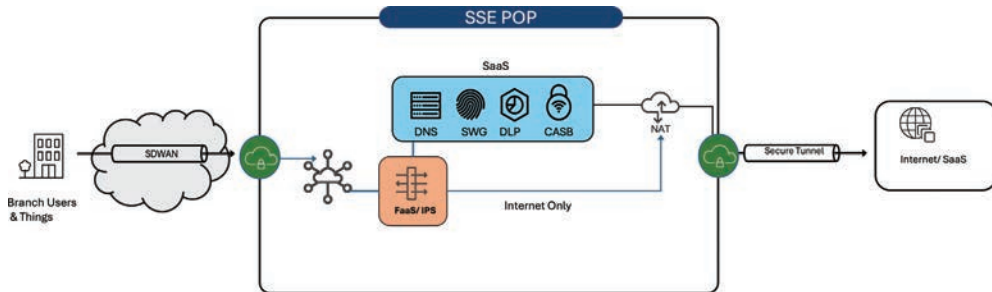 SSE POP
SaaS
DNS SWG DLP CASB
NAT
SDWAN
Secure Tunnel
Internet/ SaaS
Branch Users
& Things
FaaS/ IPS
Internet Only